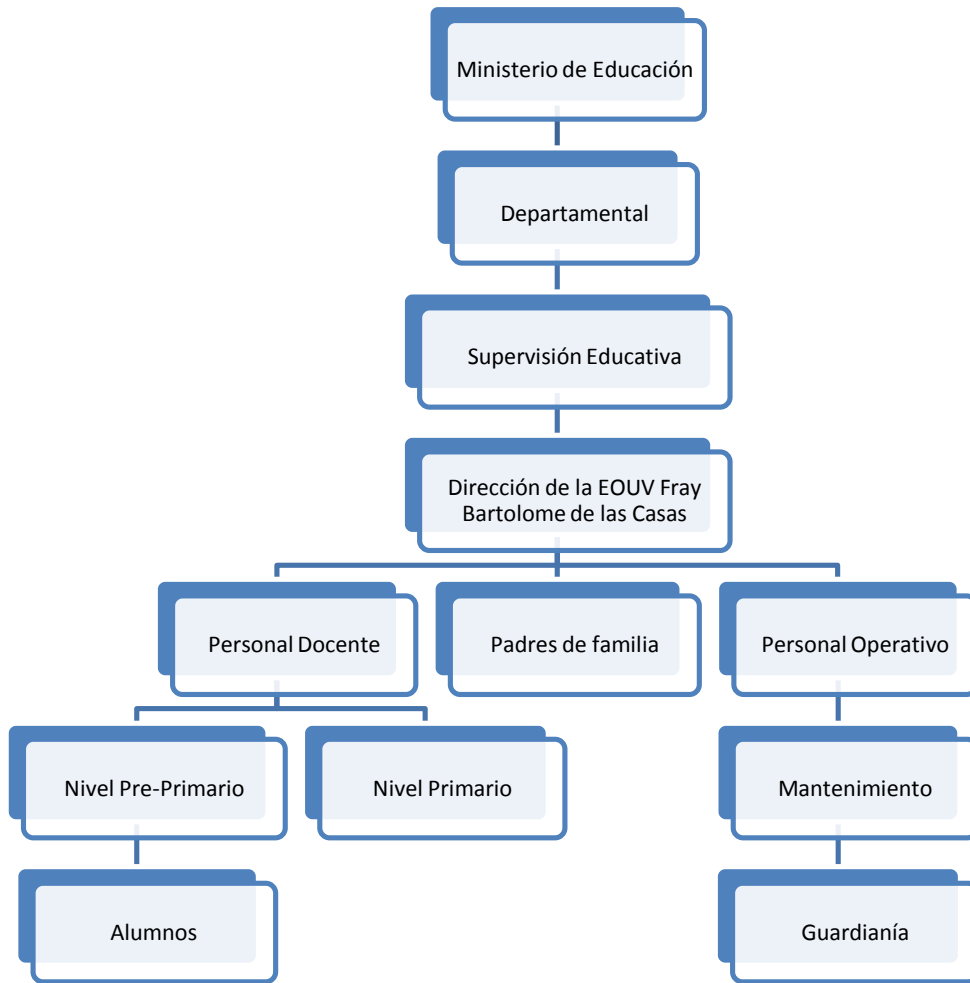 Ministerio de Educación
Departamental
Supervisión Educativa
Dirección de la EOUV Fray
Bartolome de las Casas
Personal Docente
Padres de familia
Personal Operativo
Nivel Pre-Primario
Nivel Primario
Mantenimiento
Alumnos
Guardianía